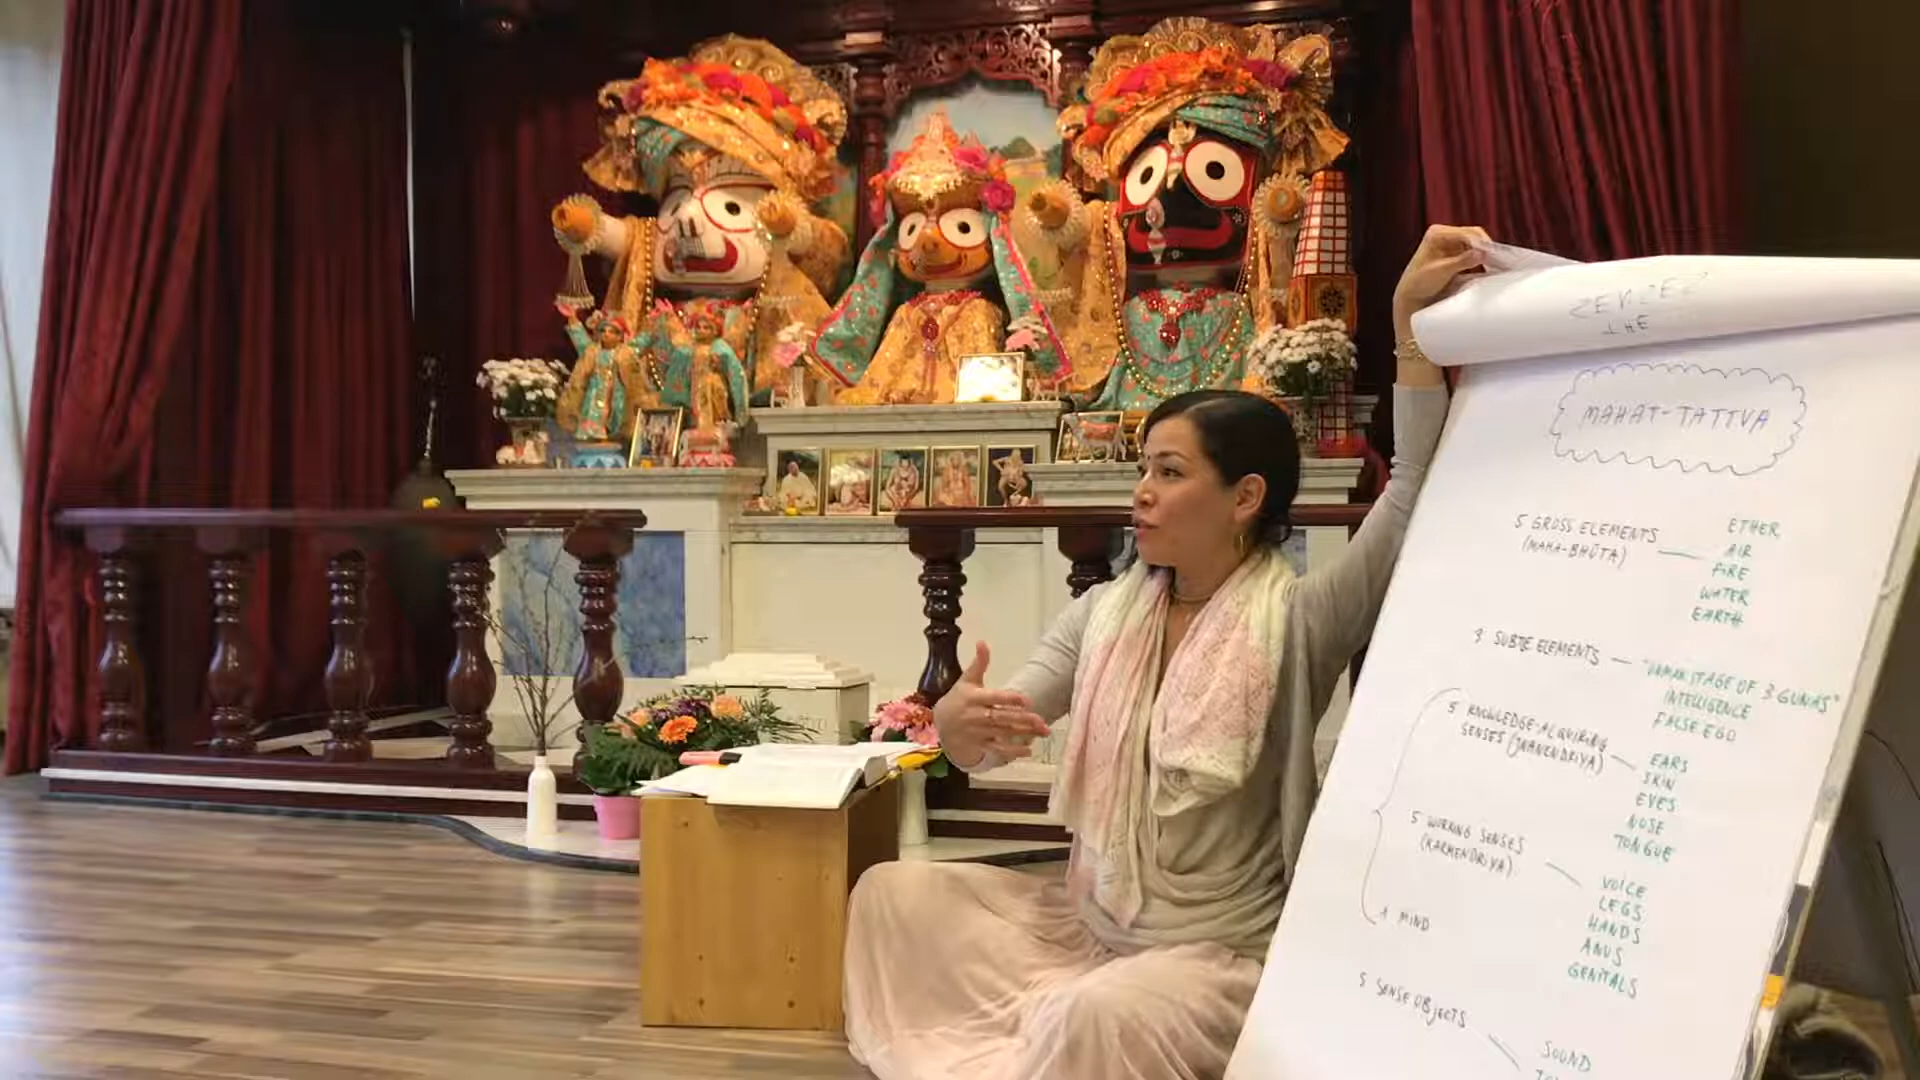 THE
MAHAT-TATTVA
5 GROSS ELEMENTS
(MAHA-BHŪTA)
ETHER
AIR
FIRE
WATER
EARTH
3 SUBTE ELEMENTS
STAGE OF 3 GUNAS"
INTELLIGENCE
FALSE EGO
5 KNOWLEDGE-ACQUIRING
SENSES (JNANENDRIYA)
EARS
SKIN
EYES
NOSE
TONGUE
5 WORKING SENSES
(KARMENDRIYA)
VOICE
LEGS
HANDS
ANUS
GENITALS
1 MIND
5 SENSE OBJECTS
SOUND